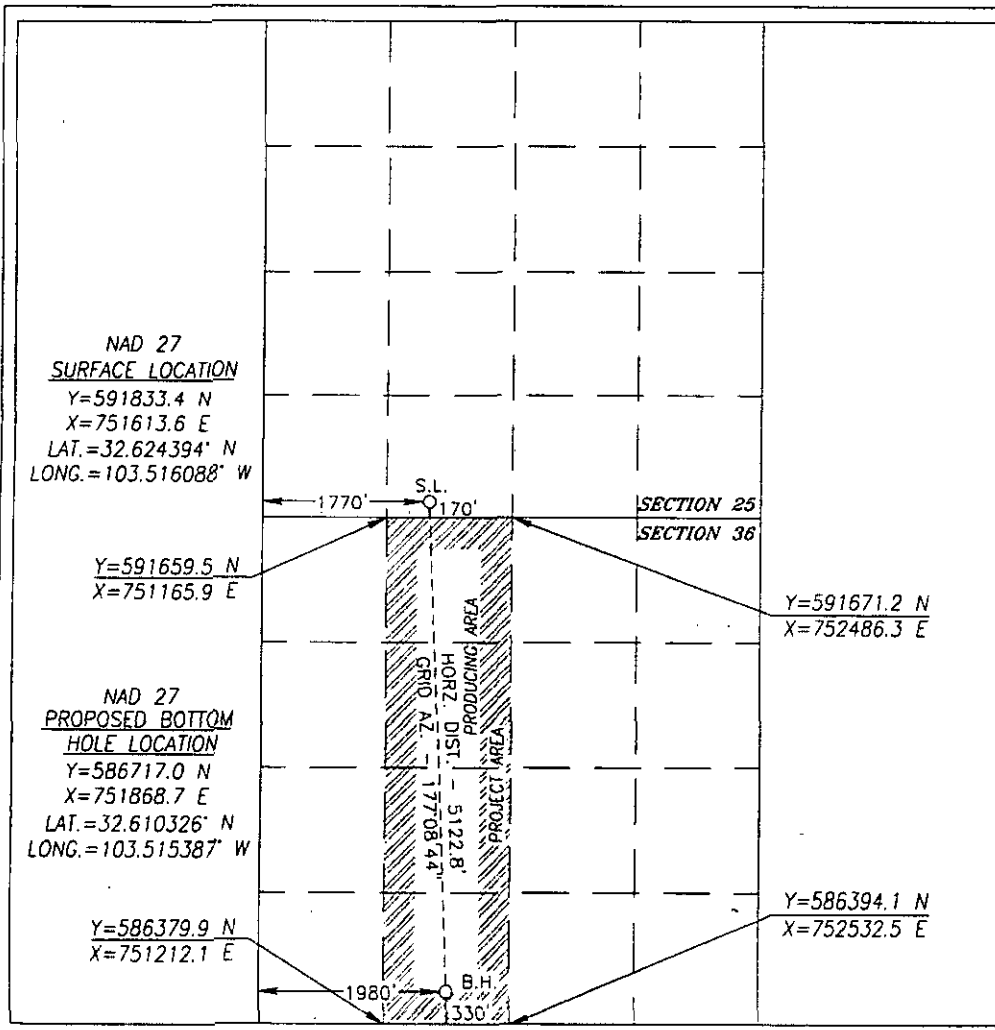 NAD 27
SURFACE LOCATION
Y=591833.4 N
X=751613.6 E
LAT.=32.624394° N
LONG.=103.516088° W
1770'
S.L.
170'
SECTION 25
SECTION 36
Y=591659.5 N
X=751165.9 E
Y=591671.2 N
X=752486.3 E
PRODUCING AREA
HORZ. DIST. - 5122.8'
GRID AZ. - 177°08'44"
PROJECT AREA
NAD 27
PROPOSED BOTTOM
HOLE LOCATION
Y=586717.0 N
X=751868.7 E
LAT.=32.610326° N
LONG.=103.515387° W
Y=586379.9 N
X=751212.1 E
Y=586394.1 N
X=752532.5 E
1980'
B.H.
330'